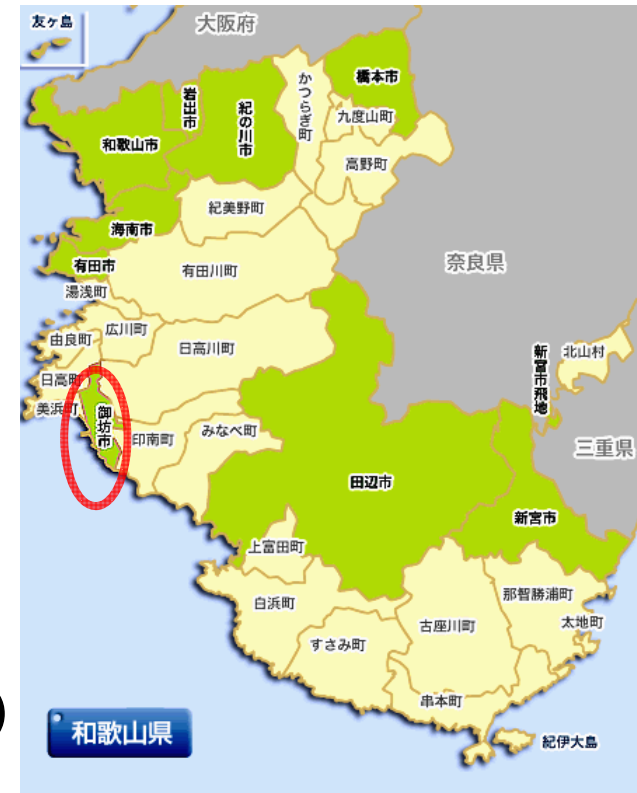 友ヶ島
大阪府
橋本市
かつらぎ町
岩出市
紀の川市
九度山町
和歌山市
高野町
紀美野町
海南市
有田市
有田川町
奈良県
湯浅町
広川町
由良町
日高川町
新宮市飛地
北山村
日高町
美浜町
御坊市
みなべ町
印南町
三重県
田辺市
新宮市
上富田町
那智勝浦町
白浜町
太地町
古座川町
すさみ町
串本町
)
和歌山県
紀伊大島